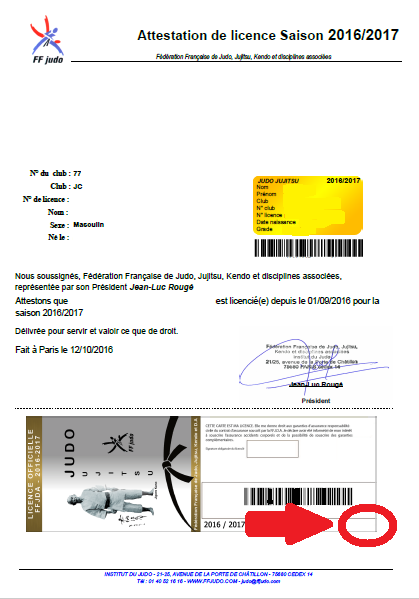 Attestation de licence Saison 2016/2017
FF judo
Fédération Française de Judo, Jujitsu, Kendo et disciplines associées
N° du club : 77
Club : JC
N° de licence :
Nom :
Sexe : Masculin
Né le :
JUDO JUJITSU 2016/2017
Nom
Prénom
Club
N° club
N° licence
Date naissance
Grade
Nous soussignés, Fédération Française de Judo, Jujitsu, Kendo et disciplines associées,
représentée par son Président Jean-Luc Rougé
Attestons que est licencié(e) depuis le 01/09/2016 pour la
saison 2016/2017
Délivrée pour servir et valoir ce que de droit.
Fait à Paris le 12/10/2016
Fédération Française de Judo, Jujitsu,
Kendo et disciplines associées
Institut du Judo
21/25, avenue de la Porte de Châtillon
75680 PARIS Cedex 14
Jean-Luc Rougé
Président
LICENCE OFFICIELLE
FFJDA - 2016-2017
JUDO
JUJITSU
FF judo
2016 / 2017
INSTITUT DU JUDO - 21-25, AVENUE DE LA PORTE DE CHÂTILLON - 75680 CEDEX 14
Tél : 01 40 52 16 16 - WWW.FFJUDO.COM - judo@ffjudo.com